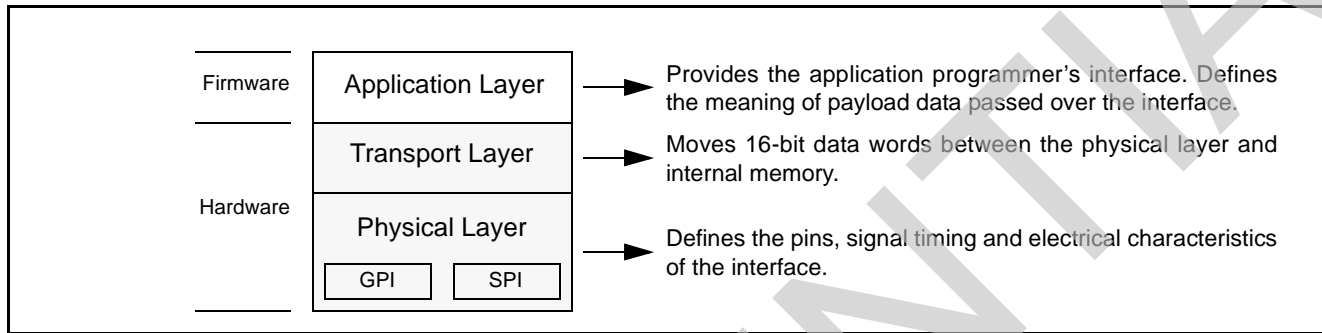 Firmware
Application Layer
Provides the application programmer's interface. Defines
the meaning of payload data passed over the interface.
Transport Layer
Moves 16-bit data words between the physical layer and
internal memory.
Hardware
Physical Layer
Defines the pins, signal timing and electrical characteristics
of the interface.
GPI
SPI